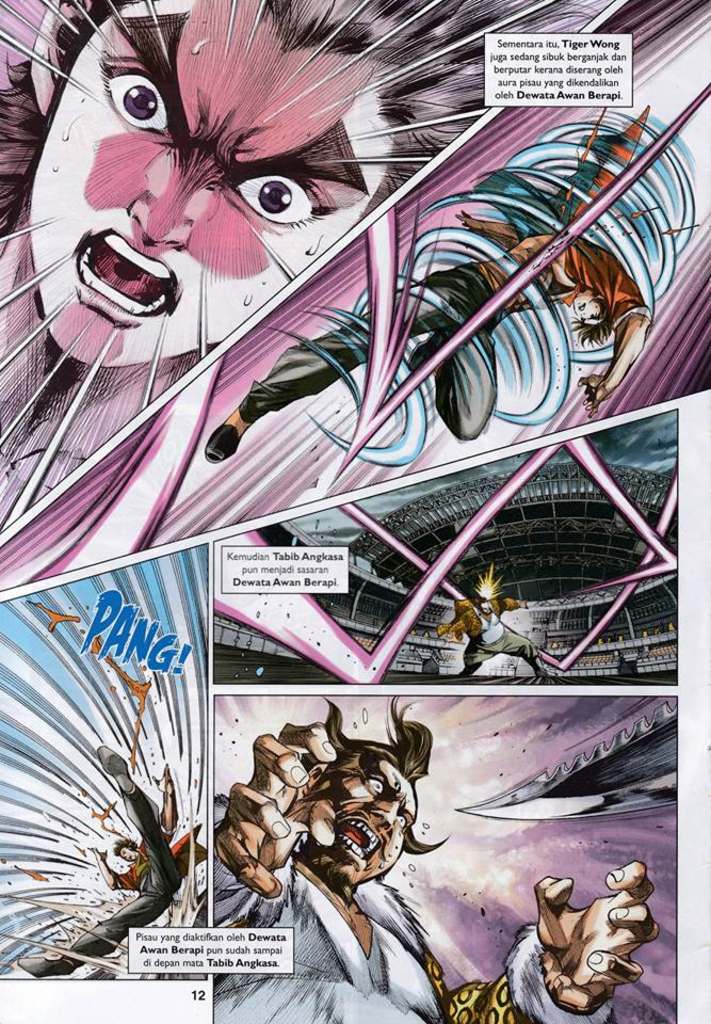 Sementara itu, Tiger Wong
juga sedang sibuk berganjak dan
berputar kerana diserang oleh
aura pisau yang dikendalikan
oleh Dewata Awan Berapi.
Kemudian Tabib Angkasa
pun menjadi sasaran
Dewata Awan Berapi.
PANG!
Pisau yang diaktifkan oleh Dewata
Awan Berapi pun sudah sampai
di depan mata Tabib Angkasa.
12